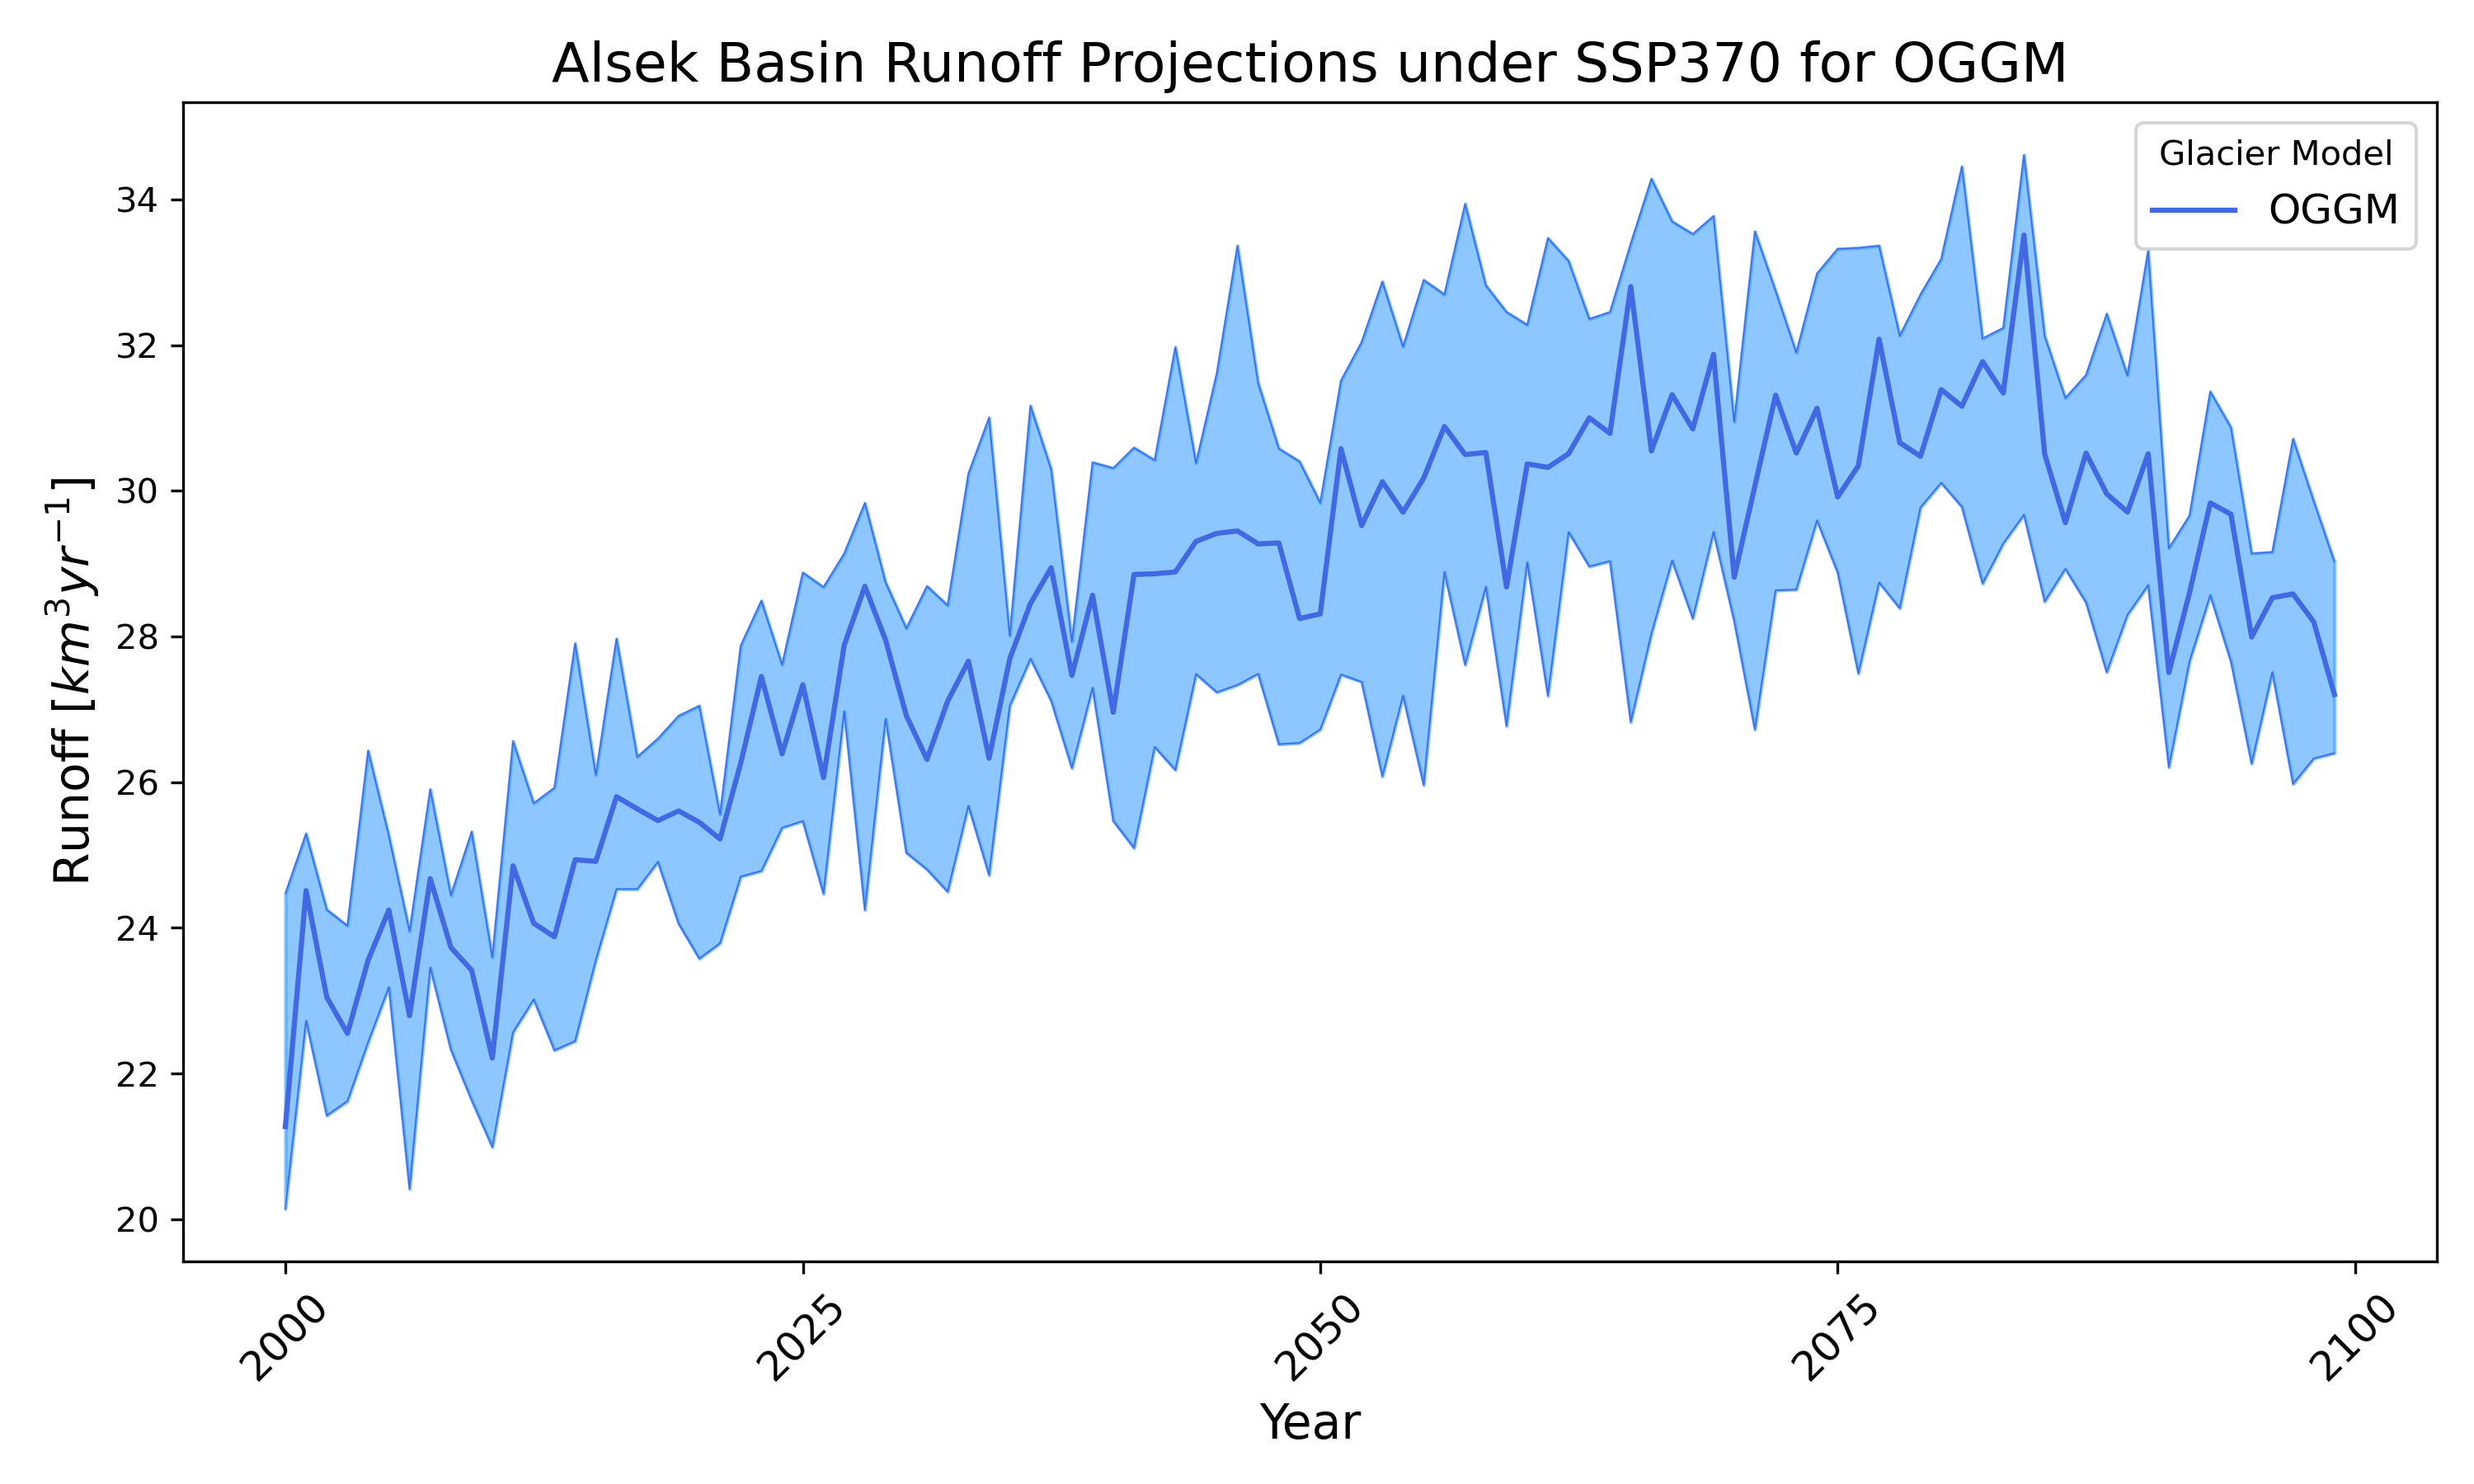 Alsek Basin Runoff Projections under SSP370 for OGGM
Glacier Model
OGGM
Runoff [km³yr⁻¹]
34
32
30
28
26
24
22
20
2000
2025
2050
2075
2100
Year